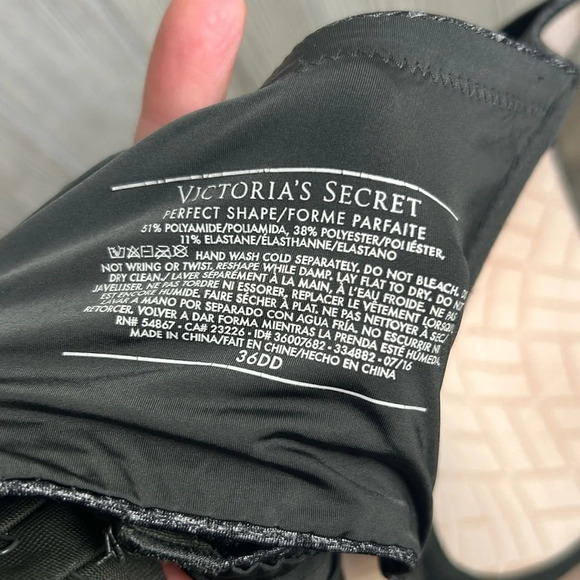 VICTORIA'S SECRET
PERFECT SHAPE/FORME PARFAITE
51% POLYAMIDE/POLIAMIDA, 38% POLYESTER/POLIÉSTER,
11% ELASTANE/ÉLASTHANNE/ELASTANO
HAND WASH COLD SEPARATELY. DO NOT BLEACH. DO
NOT WRING OR TWIST. RESHAPE WHILE DAMP. LAY FLAT TO DRY. DO NOT
DRY CLEAN./ LAVER SÉPARÉMENT À LA MAIN, À L'EAU FROIDE. NE PAS
JAVELLISER. NE PAS TORDRE NI ESSORER. REPLACER LE VÊTEMENT LORSQU'IL
EST ENCORE HUMIDE. FAIRE SÉCHER À PLAT. NE PAS NETTOYER À SEC/
LAVAR A MANO POR SEPARADO CON AGUA FRÍA. NO ESCURRIR NI
RETORCER. VOLVER A DAR FORMA MIENTRAS LA PRENDA ESTÉ HÚMEDA.
RN# 54867 • CA# 23226 • ID# 36007682 • 334882 • 07/16
MADE IN CHINA/FAIT EN CHINE/HECHO EN CHINA
36DD